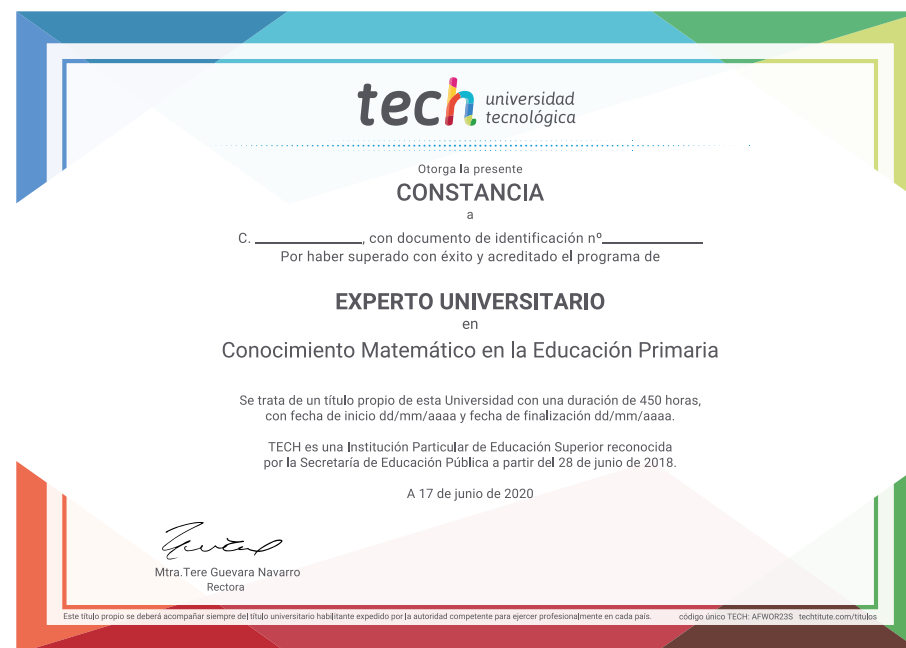 tech universidad
tecnológica
Otorga la presente
CONSTANCIA
a
C. ____________, con documento de identificación nº____________
Por haber superado con éxito y acreditado el programa de
EXPERTO UNIVERSITARIO
en
Conocimiento Matemático en la Educación Primaria
Se trata de un título propio de esta Universidad con una duración de 450 horas,
con fecha de inicio dd/mm/aaaa y fecha de finalización dd/mm/aaaa.
TECH es una Institución Particular de Educación Superior reconocida
por la Secretaría de Educación Pública a partir del 28 de junio de 2018.
A 17 de junio de 2020
Mtra.Tere Guevara Navarro
Rectora
Este título propio se deberá acompañar siempre del título universitario habilitante expedido por la autoridad competente para ejercer profesionalmente en cada país. código único TECH: AFWOR23S techtitute.com/titulos